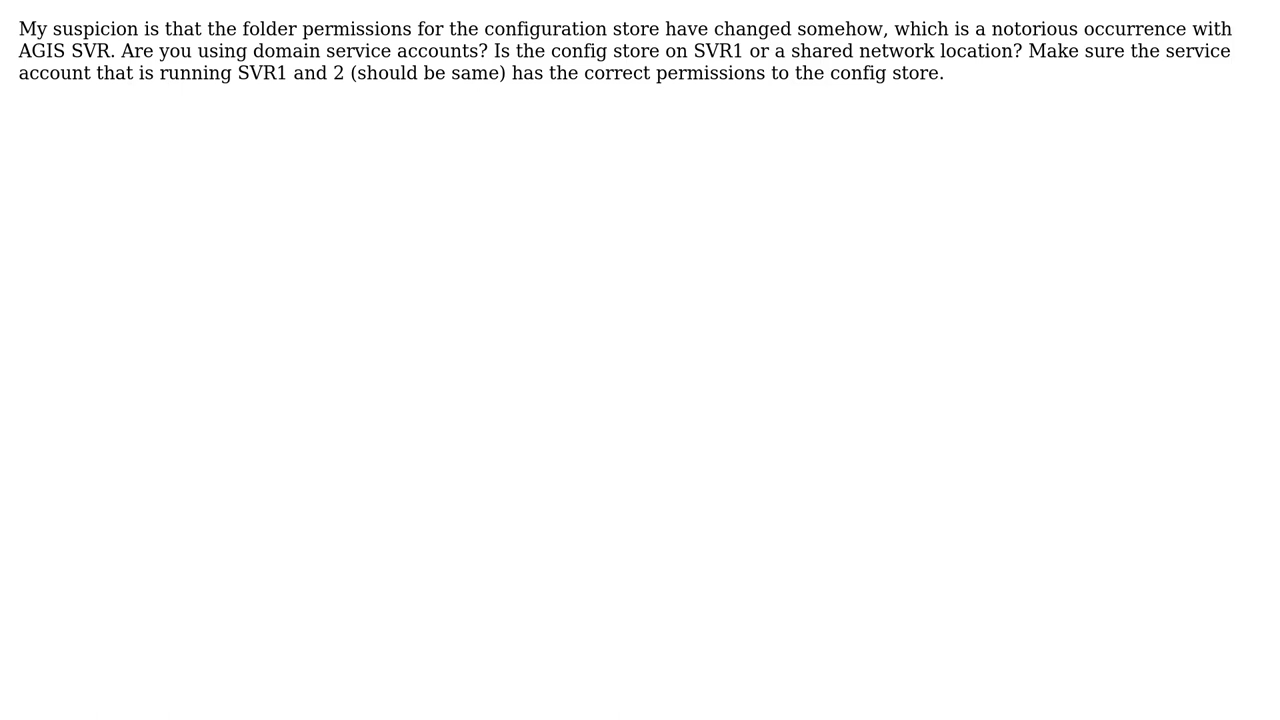 My suspicion is that the folder permissions for the configuration store have changed somehow, which is a notorious occurrence with
AGIS SVR. Are you using domain service accounts? Is the config store on SVR1 or a shared network location? Make sure the service
account that is running SVR1 and 2 (should be same) has the correct permissions to the config store.